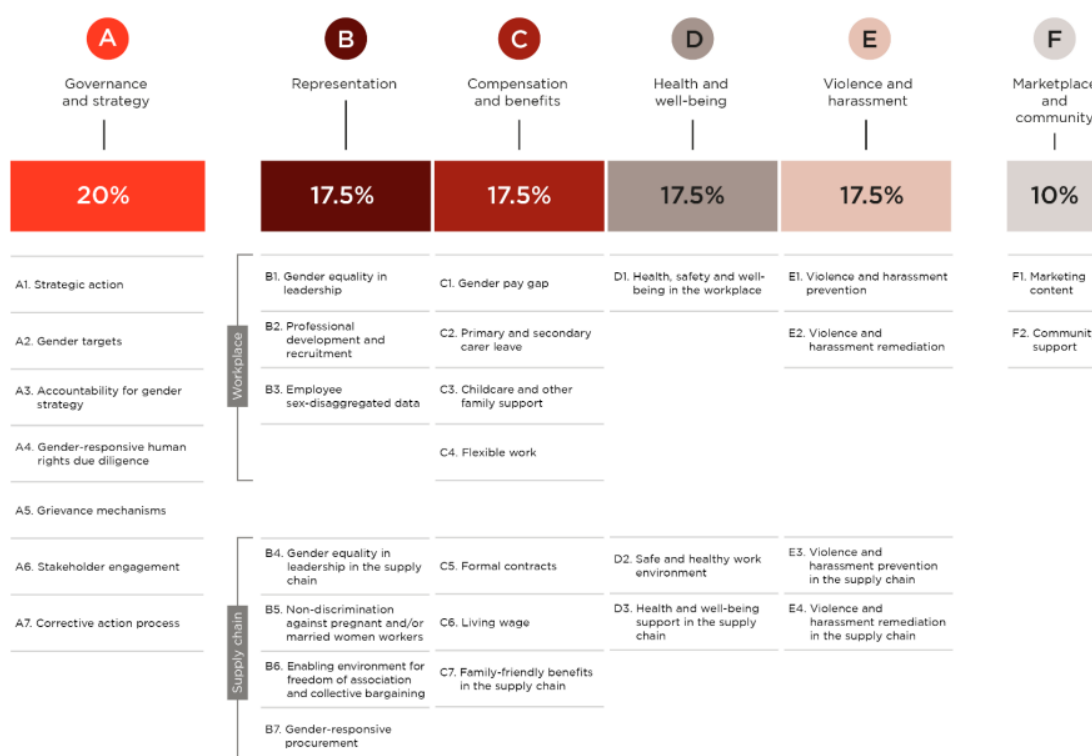 A
Governance
and strategy
20%
A1. Strategic action
A2. Gender targets
A3. Accountability for gender
strategy
A4. Gender-responsive human
rights due diligence
A5. Grievance mechanisms
A6. Stakeholder engagement
A7. Corrective action process
Workplace
Supply chain
B
Representation
17.5%
B1. Gender equality in
leadership
B2. Professional
development and
recruitment
B3. Employee
sex-disaggregated data
B4. Gender equality in
leadership in the supply
chain
B5. Non-discrimination
against pregnant and/or
married women workers
B6. Enabling environment for
freedom of association
and collective bargaining
B7. Gender-responsive
procurement
C
Compensation
and benefits
17.5%
C1. Gender pay gap
C2. Primary and secondary
carer leave
C3. Childcare and other
family support
C4. Flexible work
C5. Formal contracts
C6. Living wage
C7. Family-friendly benefits
in the supply chain
D
Health and
well-being
17.5%
D1. Health, safety and well-
being in the workplace
D2. Safe and healthy work
environment
D3. Health and well-being
support in the supply
chain
E
Violence and
harassment
17.5%
E1. Violence and harassment
prevention
E2. Violence and
harassment remediation
E3. Violence and
harassment prevention
in the supply chain
E4. Violence and
harassment remediation
in the supply chain
F
Marketplace
and
community
10%
F1. Marketing
content
F2. Communit
support